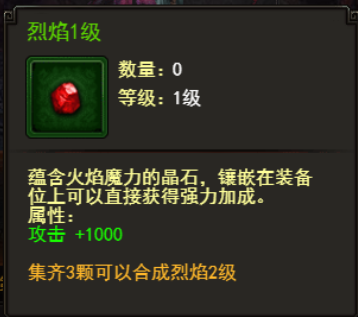 烈焰1级
数量：0
等级：1级
蕴含火焰魔力的晶石，镶嵌在装备
位上可以直接获得强力加成。
属性：
攻击 +1000
集齐3颗可以合成烈焰2级